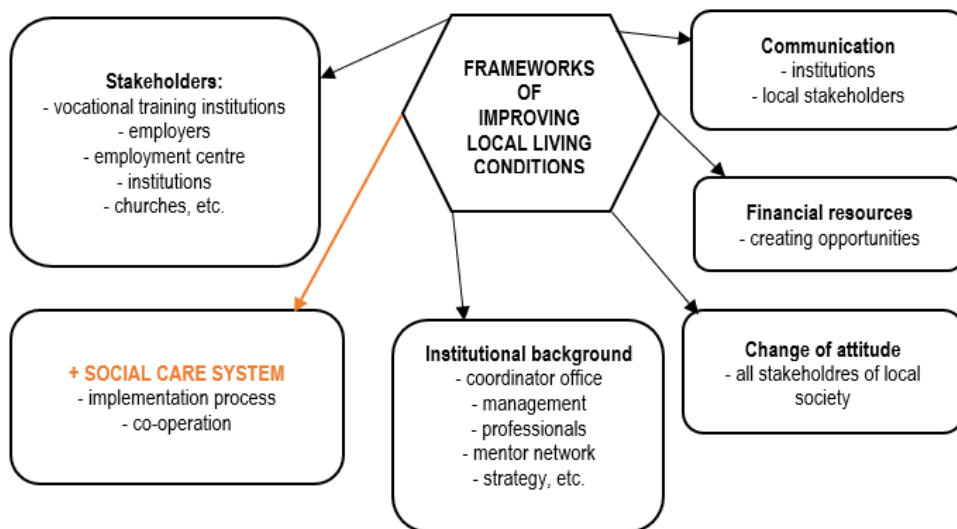 FRAMEWORKS
OF
IMPROVING
LOCAL LIVING
CONDITIONS
Stakeholders:
- vocational training institutions
- employers
- employment centre
- institutions
- churches, etc.
Communication
- institutions
- local stakeholders
Financial resources
- creating opportunities
+ SOCIAL CARE SYSTEM
- implementation process
- co-operation
Institutional background
- coordinator office
- management
- professionals
- mentor network
- strategy, etc.
Change of attitude
- all stakeholdres of local
society